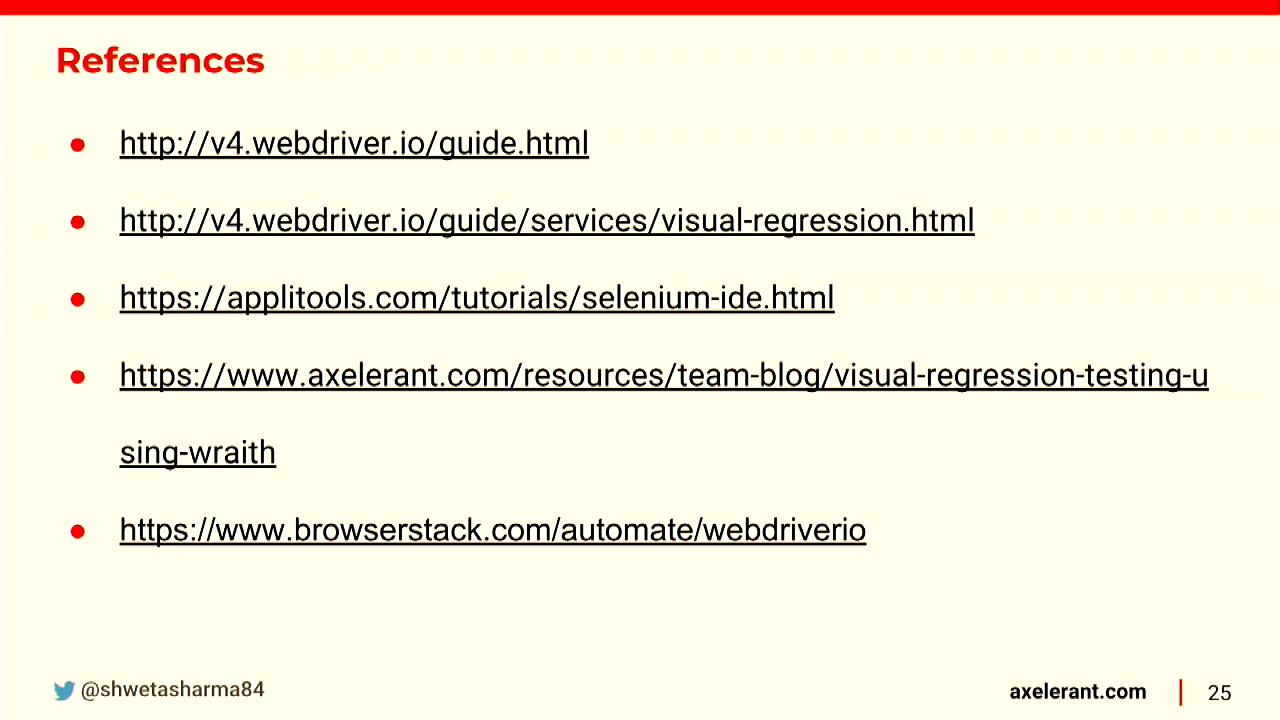 References
● http://v4.webdriver.io/guide.html
● http://v4.webdriver.io/guide/services/visual-regression.html
● https://applitools.com/tutorials/selenium-ide.html
● https://www.axelerant.com/resources/team-blog/visual-regression-testing-u
sing-wraith
● https://www.browserstack.com/automate/webdriverio
@shwetasharma84
axelerant.com | 25